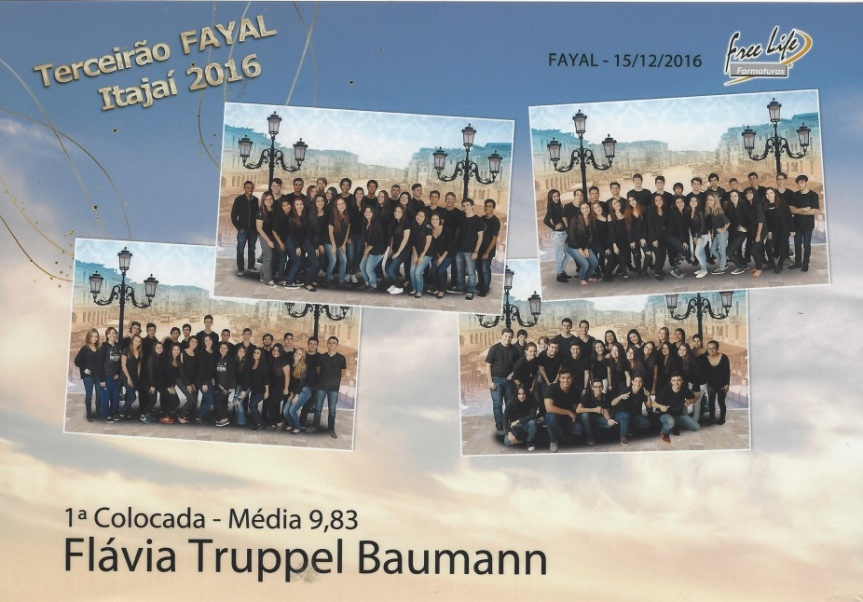 Terceirão FAYAL
Itajaí 2016
FAYAL - 15/12/2016
Free Life
Formaturas
1ª Colocada - Média 9,83
Flávia Truppel Baumann